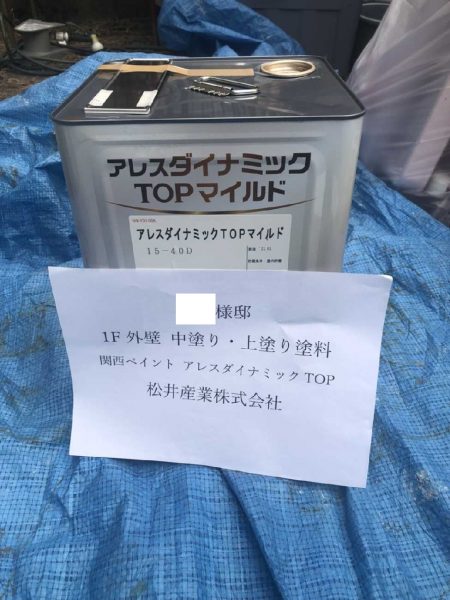 アレスダイナミック
TOPマイルド
アレスダイナミックTOPマイルド
15-40D
様邸
1F 外壁 中塗り・上塗り塗料
関西ペイント アレスダイナミック TOP
松井産業株式会社